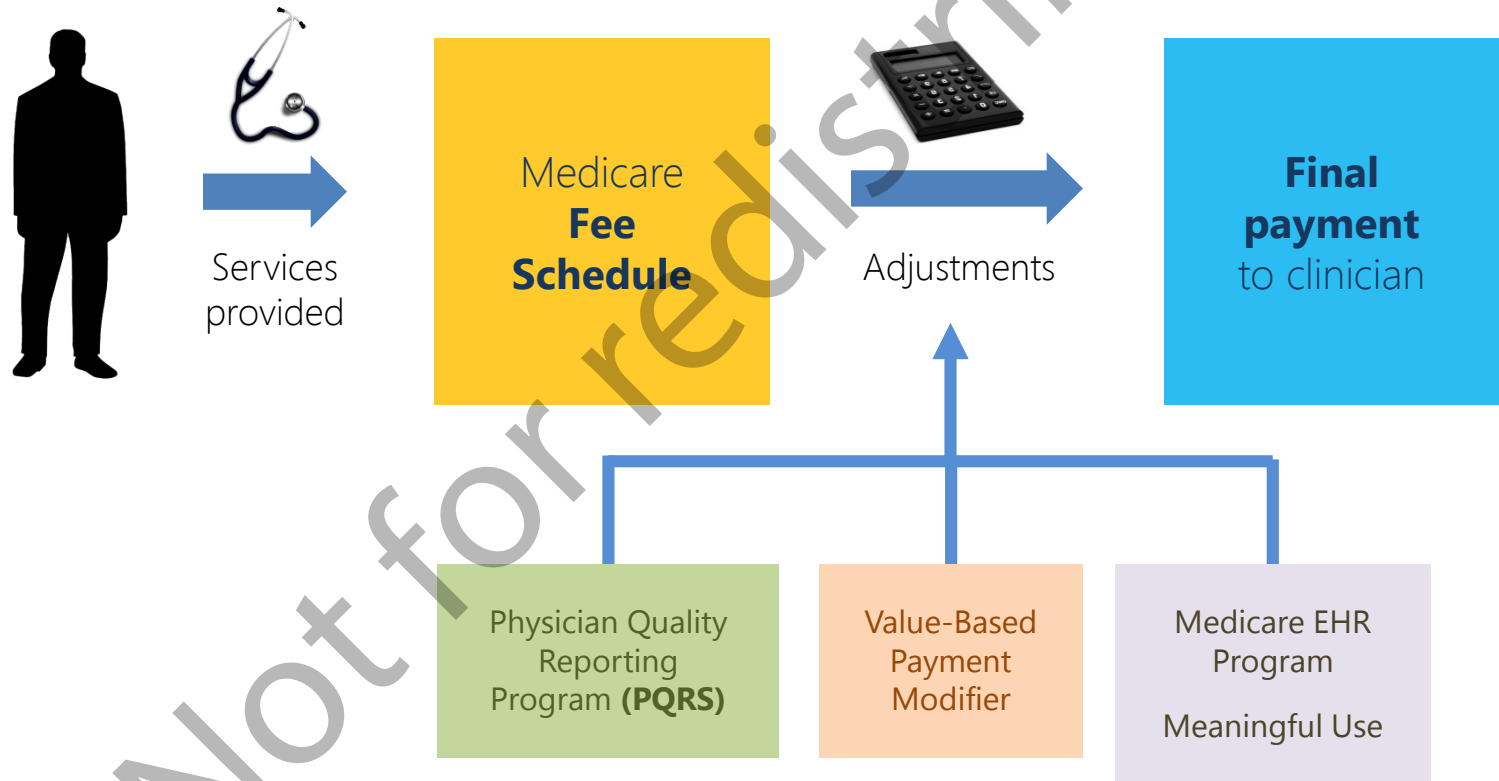 Services
provided
Medicare
Fee
Schedule
Adjustments
Final
payment
to clinician
Physician Quality
Reporting
Program (PQRS)
Value-Based
Payment
Modifier
Medicare EHR
Program
Meaningful Use
Not for redistri